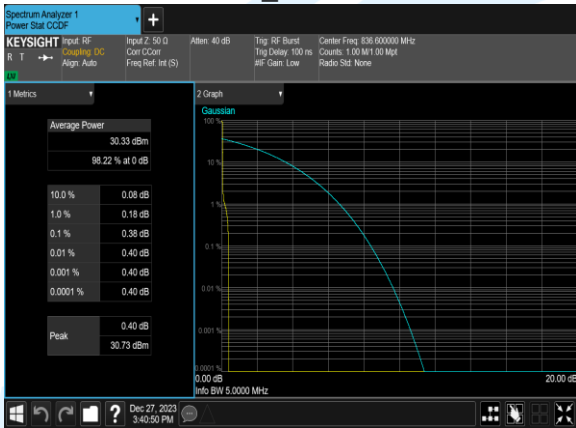 Spectrum Analyzer 1
Power Stat CCDF
+
KEYSIGHT Input: RF Input Z: 50 Ω Atten: 40 dB Trig: RF Burst Center Freq: 836.600000 MHz
R T Coupling: DC Corr CCorr Trig Delay: 100 ns Counts: 1.00 M/1.00 Mpt
Align: Auto Freq Ref: Int (S) #IF Gain: Low Radio Std: None
1 Metrics 2 Graph
Gaussian
Average Power
30.33 dBm
98.22 % at 0 dB
10.0 % 0.08 dB
1.0 % 0.18 dB
0.1 % 0.38 dB
0.01 % 0.40 dB
0.001 % 0.40 dB
0.0001 % 0.40 dB
Peak 0.40 dB
30.73 dBm
100 %
10 %
1 %
0.1 %
0.01 %
0.001 %
0.0001 %
0.00 dB 20.00 dB
Info BW 5.0000 MHz
? Dec 27, 2023
3:40:50 PM